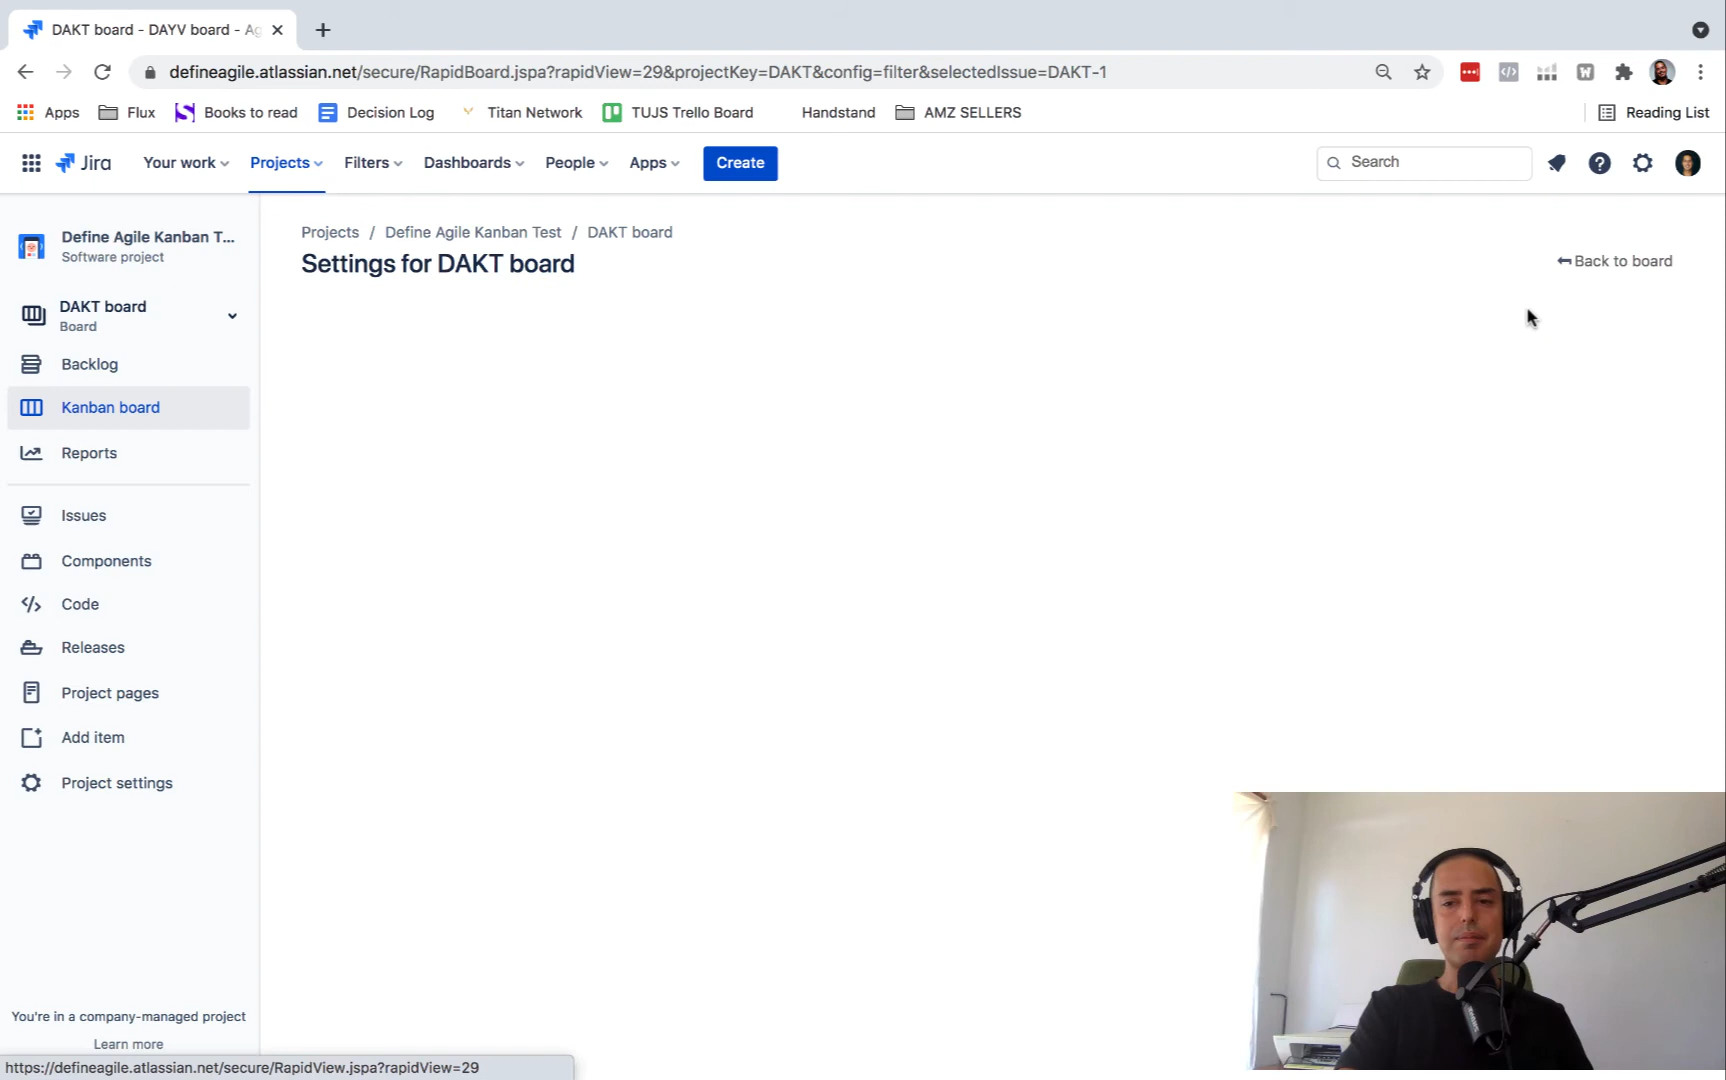 DAKT board - DAYV board - Ag
defineagile.atlassian.net/secure/RapidBoard.jspa?rapidView=29&projectKey=DAKT&config=filter&selectedIssue=DAKT-1
Apps Flux Books to read Decision Log Titan Network TUJS Trello Board Handstand AMZ SELLERS Reading List
Jira Your work Projects Filters Dashboards People Apps Create Search
Define Agile Kanban T...
Software project
DAKT board
Board
Backlog
Kanban board
Reports
Issues
Components
Code
Releases
Project pages
Add item
Project settings
You're in a company-managed project
Learn more
https://defineagile.atlassian.net/secure/RapidView.jspa?rapidView=29
Projects / Define Agile Kanban Test / DAKT board
Settings for DAKT board
Back to board